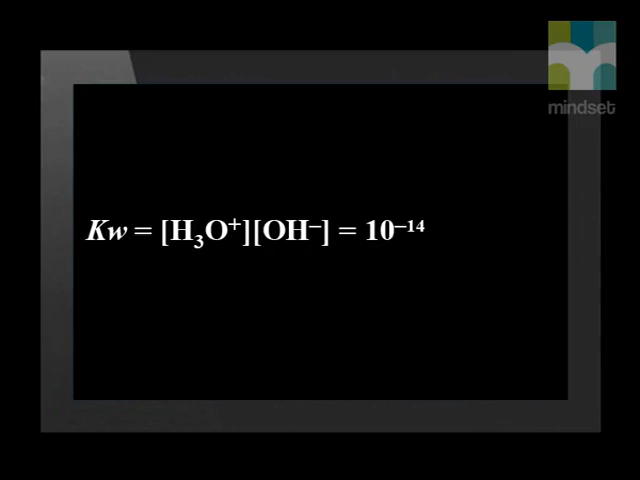 mindset
Kw = [H₃O⁺][OH⁻] = 10⁻¹⁴